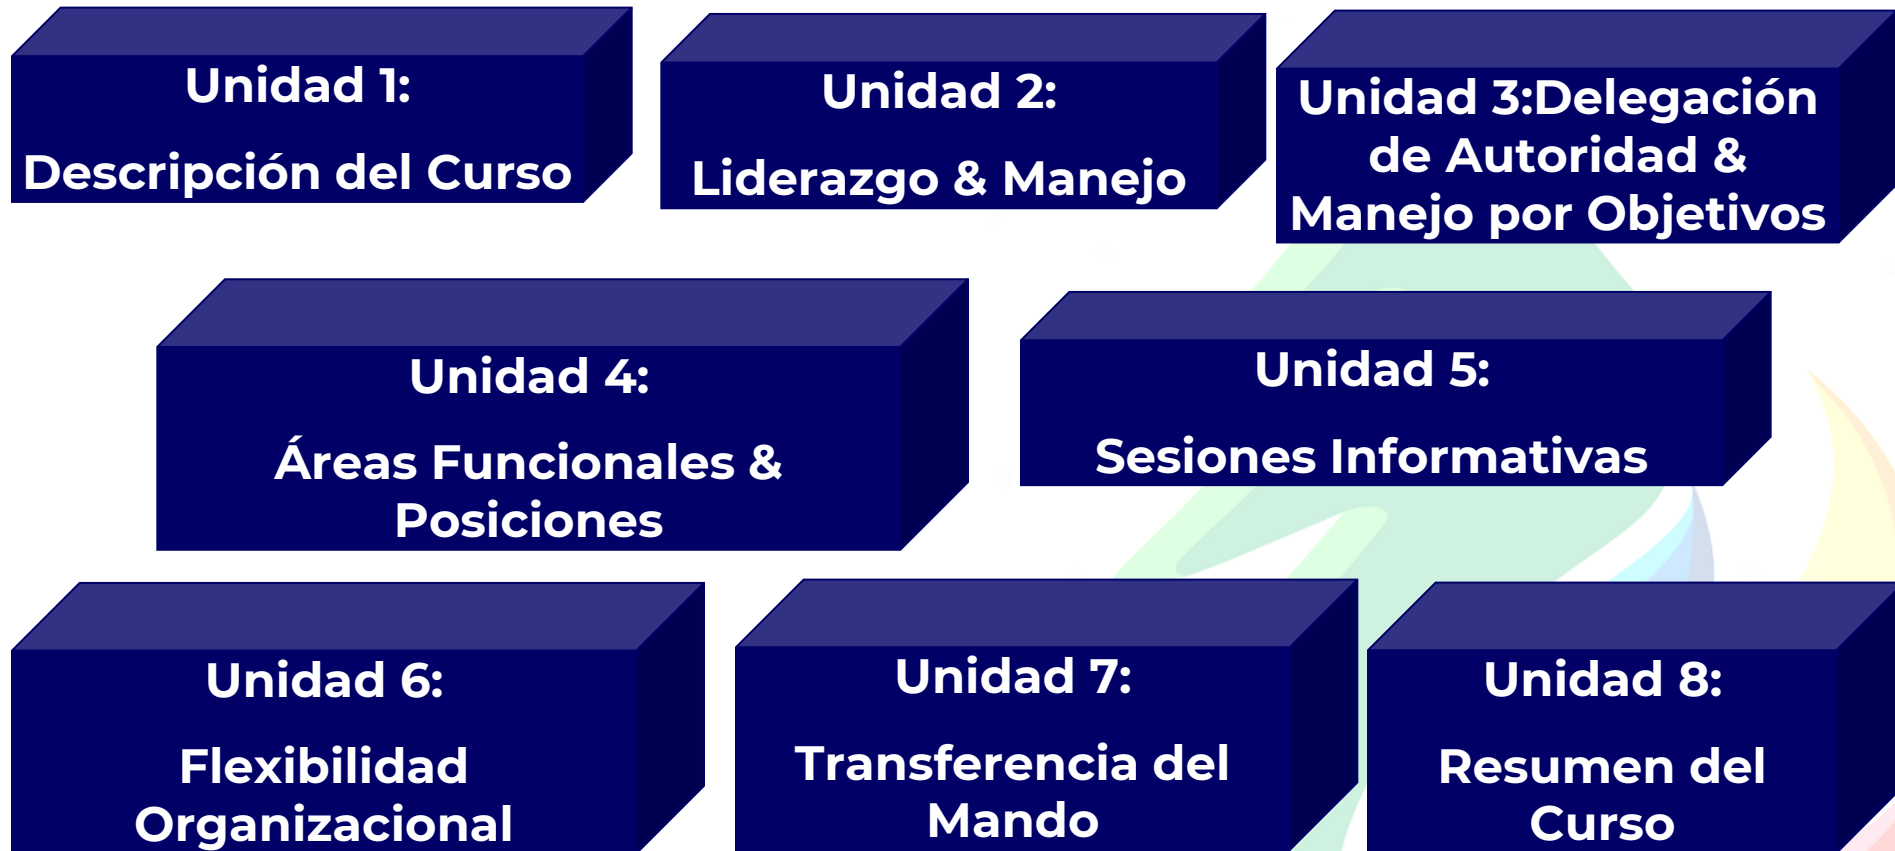 Unidad 1:
Descripción del Curso
Unidad 2:
Liderazgo & Manejo
Unidad 3:Delegación
de Autoridad &
Manejo por Objetivos
Unidad 4:
Áreas Funcionales &
Posiciones
Unidad 5:
Sesiones Informativas
Unidad 6:
Flexibilidad
Organizacional
Unidad 7:
Transferencia del
Mando
Unidad 8:
Resumen del
Curso